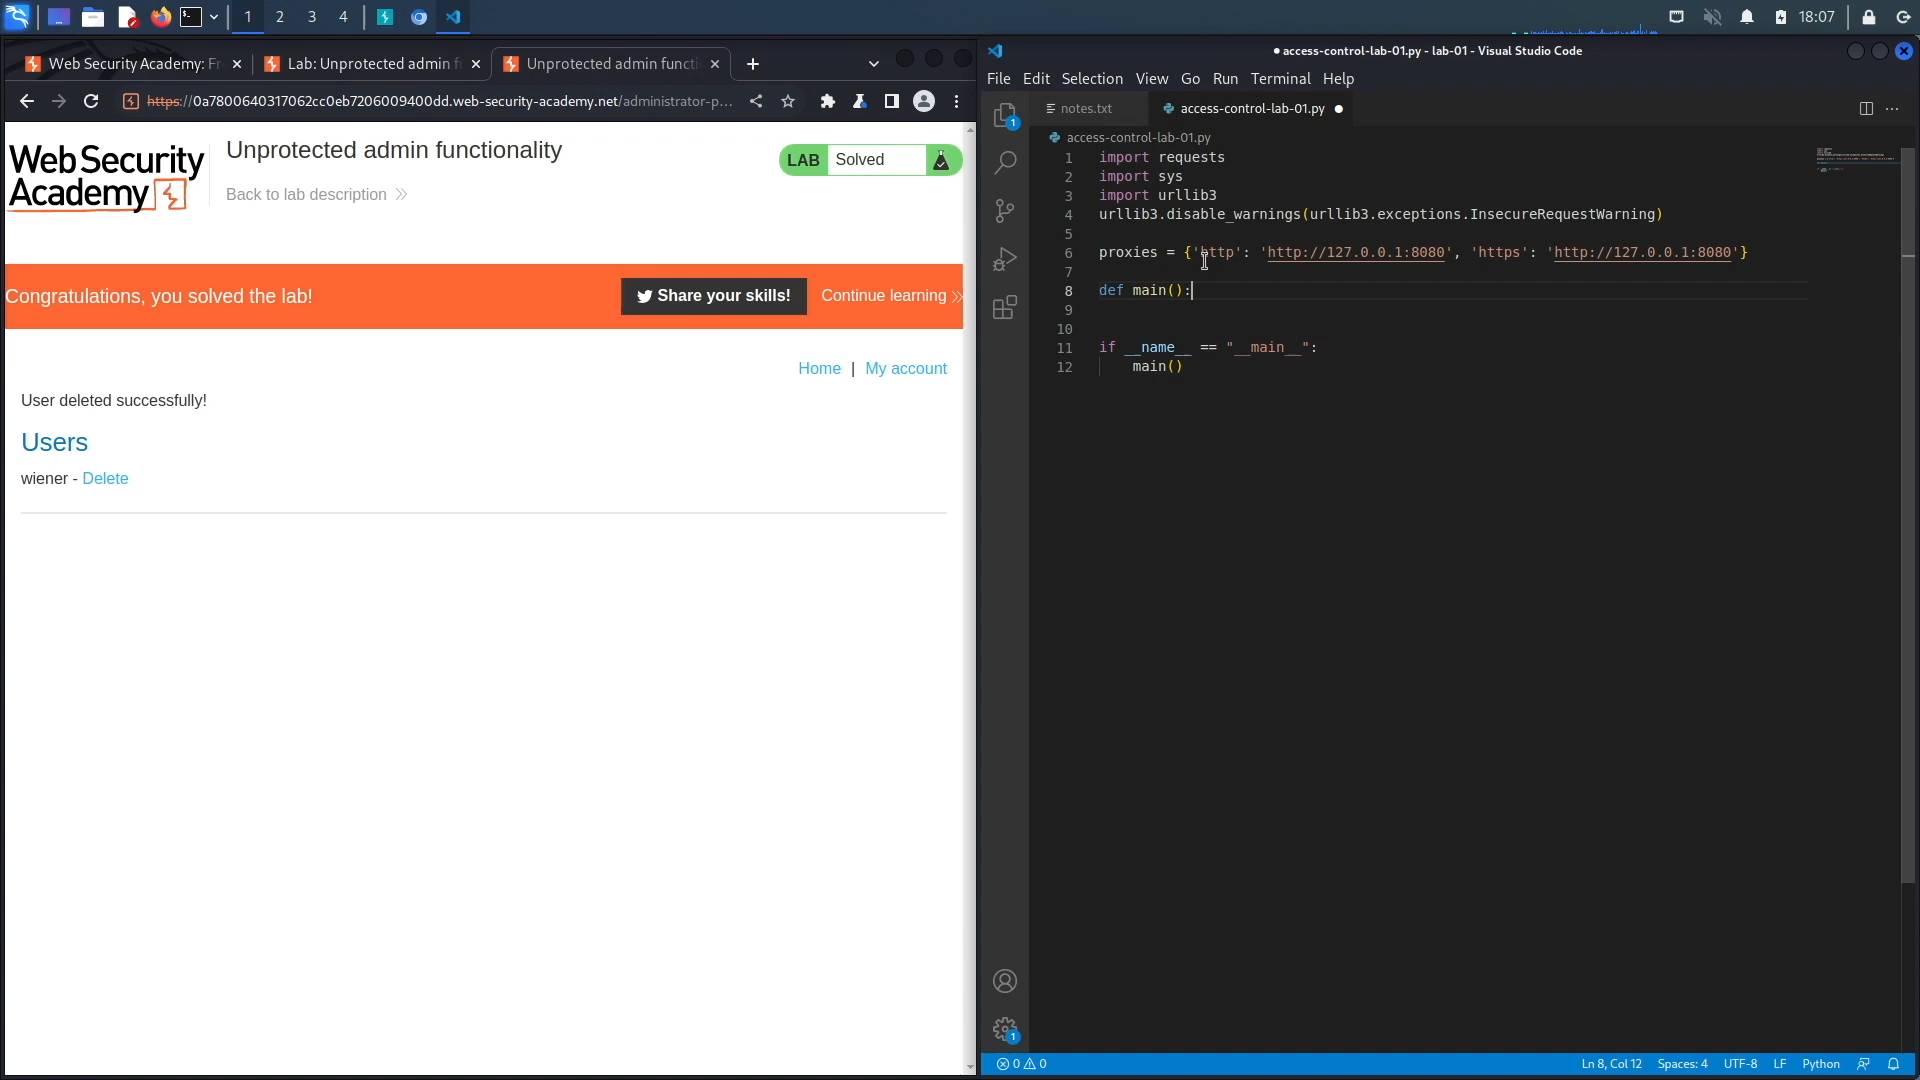 1
2
3
4
18:07
Web Security Academy: Fr
Lab: Unprotected admin f
Unprotected admin functi
https://0a7800640317062cc0eb7206009400dd.web-security-academy.net/administrator-p...
Web Security
Academy
Unprotected admin functionality
Back to lab description
LAB
Solved
Congratulations, you solved the lab!
Share your skills!
Continue learning
Home | My account
User deleted successfully!
Users
wiener - Delete
● access-control-lab-01.py - lab-01 - Visual Studio Code
File Edit Selection View Go Run Terminal Help
notes.txt
access-control-lab-01.py ●
access-control-lab-01.py
1 import requests
2 import sys
3 import urllib3
4 urllib3.disable_warnings(urllib3.exceptions.InsecureRequestWarning)
5
6 proxies = {'http': 'http://127.0.0.1:8080', 'https': 'http://127.0.0.1:8080'}
7
8 def main():
9
10
11 if __name__ == "__main__":
12 main()
1
1
0 0
Ln 8, Col 12
Spaces: 4
UTF-8
LF
Python